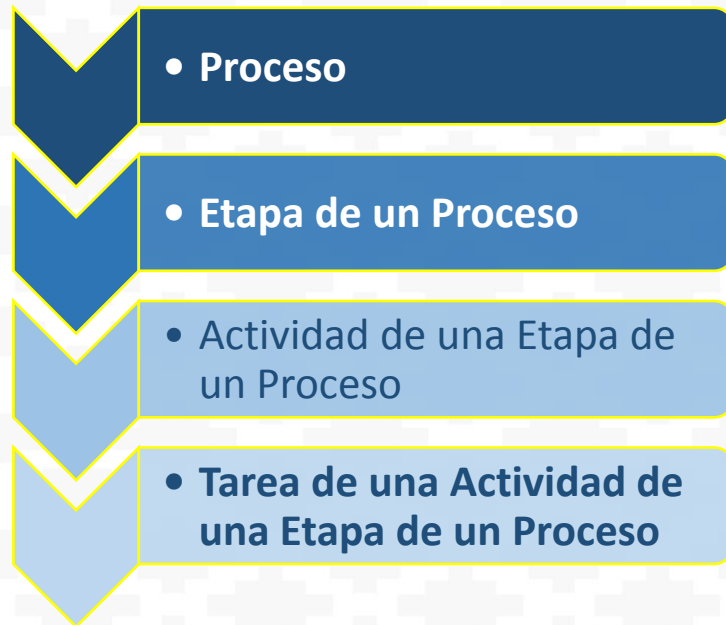 • Proceso
• Etapa de un Proceso
• Actividad de una Etapa de
un Proceso
• Tarea de una Actividad de
una Etapa de un Proceso